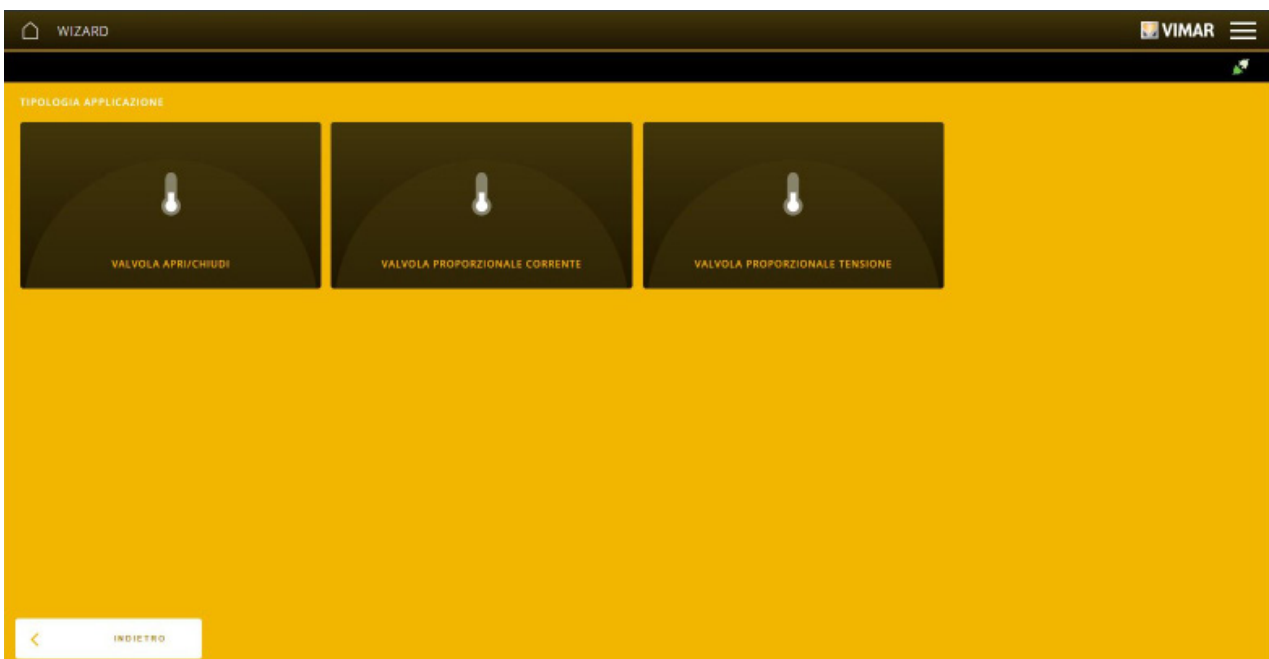 WIZARD
VIMAR
TIPOLOGIA APPLICAZIONE
VALVOLA APRI/CHIUDI
VALVOLA PROPORZIONALE CORRENTE
VALVOLA PROPORZIONALE TENSIONE
INDIETRO